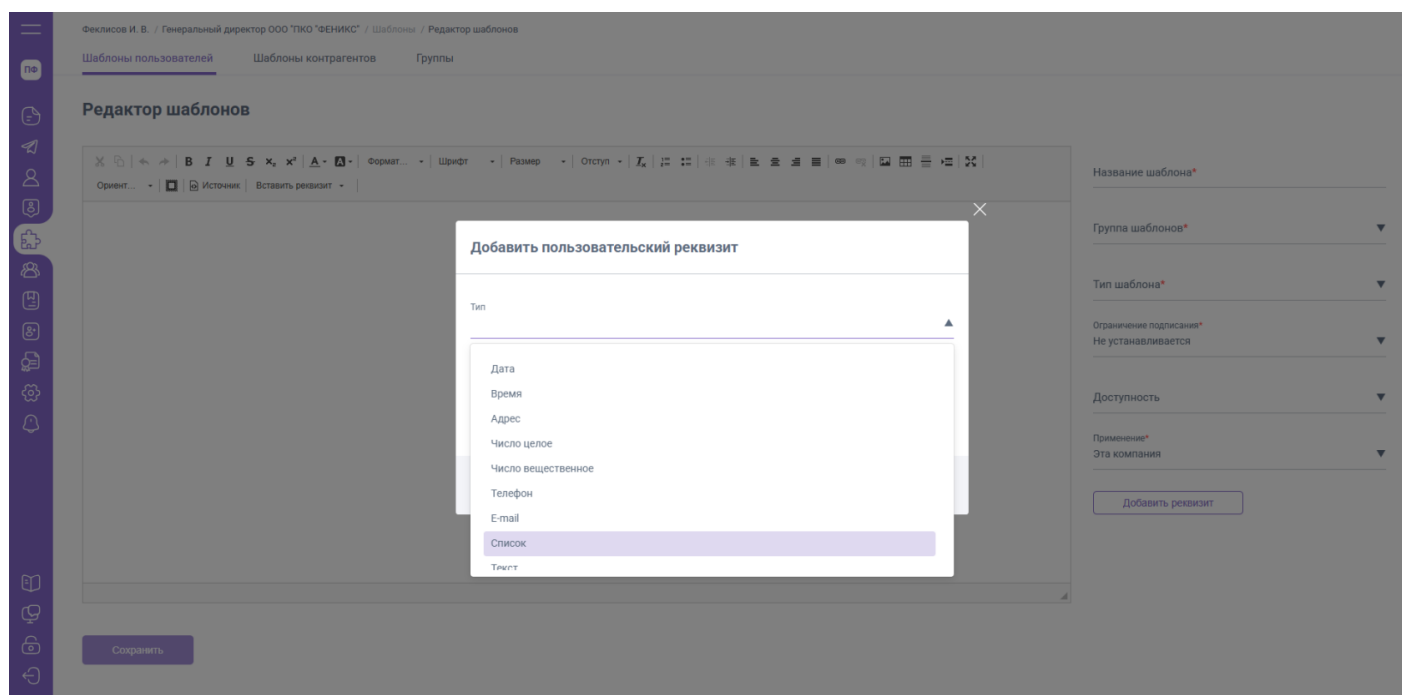 Феклисов И. В. / Генеральный директор ООО "ПКО "ФЕНИКС" / Шаблоны / Редактор шаблонов
Шаблоны пользователей Шаблоны контрагентов Группы
ПФ
Редактор шаблонов
Формат... Шрифт Размер Отступ
Ориент... Источник Вставить реквизит
Название шаблона*
Группа шаблонов*
Тип шаблона*
Ограничение подписания*
Не устанавливается
Доступность
Применение*
Эта компания
Добавить реквизит
Добавить пользовательский реквизит
Тип
Дата
Время
Адрес
Число целое
Число вещественное
Телефон
E-mail
Список
Текст
Сохранить